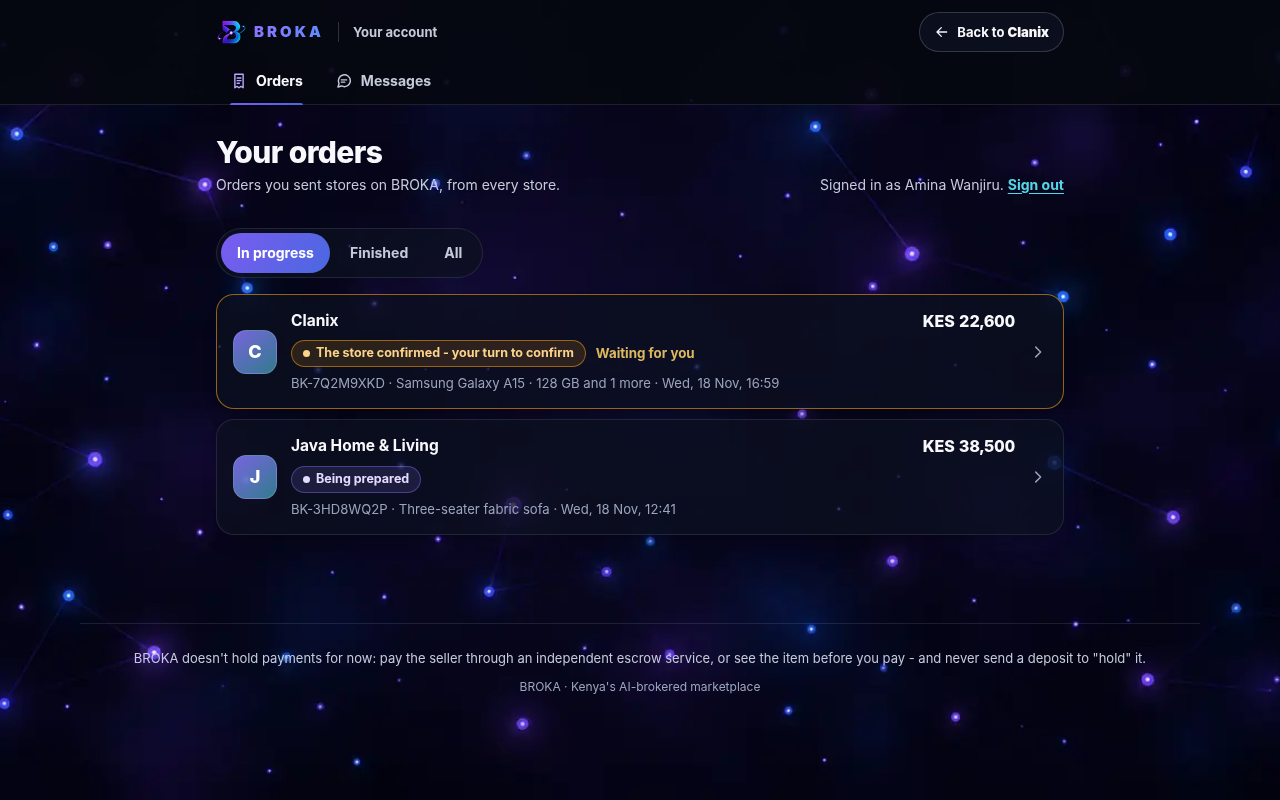 BROKA
Your account
Back to Clanix
Orders
Messages
Your orders
Orders you sent stores on BROKA, from every store.
Signed in as Amina Wanjiru. Sign out
In progress
Finished
All
C
Clanix
KES 22,600
The store confirmed - your turn to confirm
Waiting for you
BK-7Q2M9XKD · Samsung Galaxy A15 · 128 GB and 1 more · Wed, 18 Nov, 16:59
J
Java Home & Living
KES 38,500
Being prepared
BK-3HD8WQ2P · Three-seater fabric sofa · Wed, 18 Nov, 12:41
BROKA doesn't hold payments for now: pay the seller through an independent escrow service, or see the item before you pay - and never send a deposit to "hold" it.
BROKA · Kenya's AI-brokered marketplace